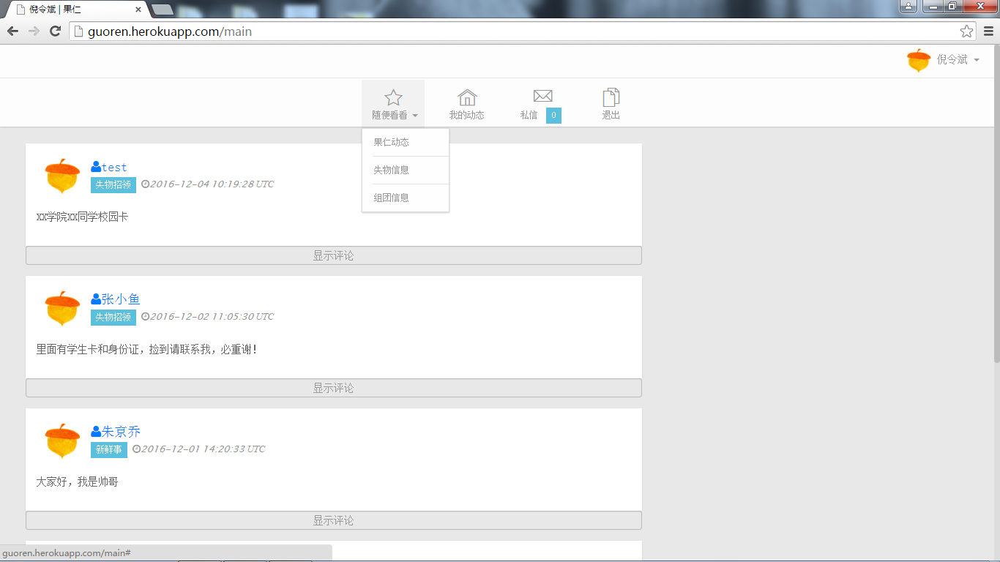 倪令斌 | 果仁
guoren.herokuapp.com/main
倪令斌
随便看看
我的动态
私信 0
退出
果仁动态
失物信息
组团信息
test
失物招领 2016-12-04 10:19:28 UTC
xx学院xx同学校园卡
显示评论
张小鱼
失物招领 2016-12-02 11:05:30 UTC
里面有学生卡和身份证，捡到请联系我，必重谢！
显示评论
朱京乔
新鲜事 2016-12-01 14:20:33 UTC
大家好，我是帅哥
显示评论
guoren.herokuapp.com/main#